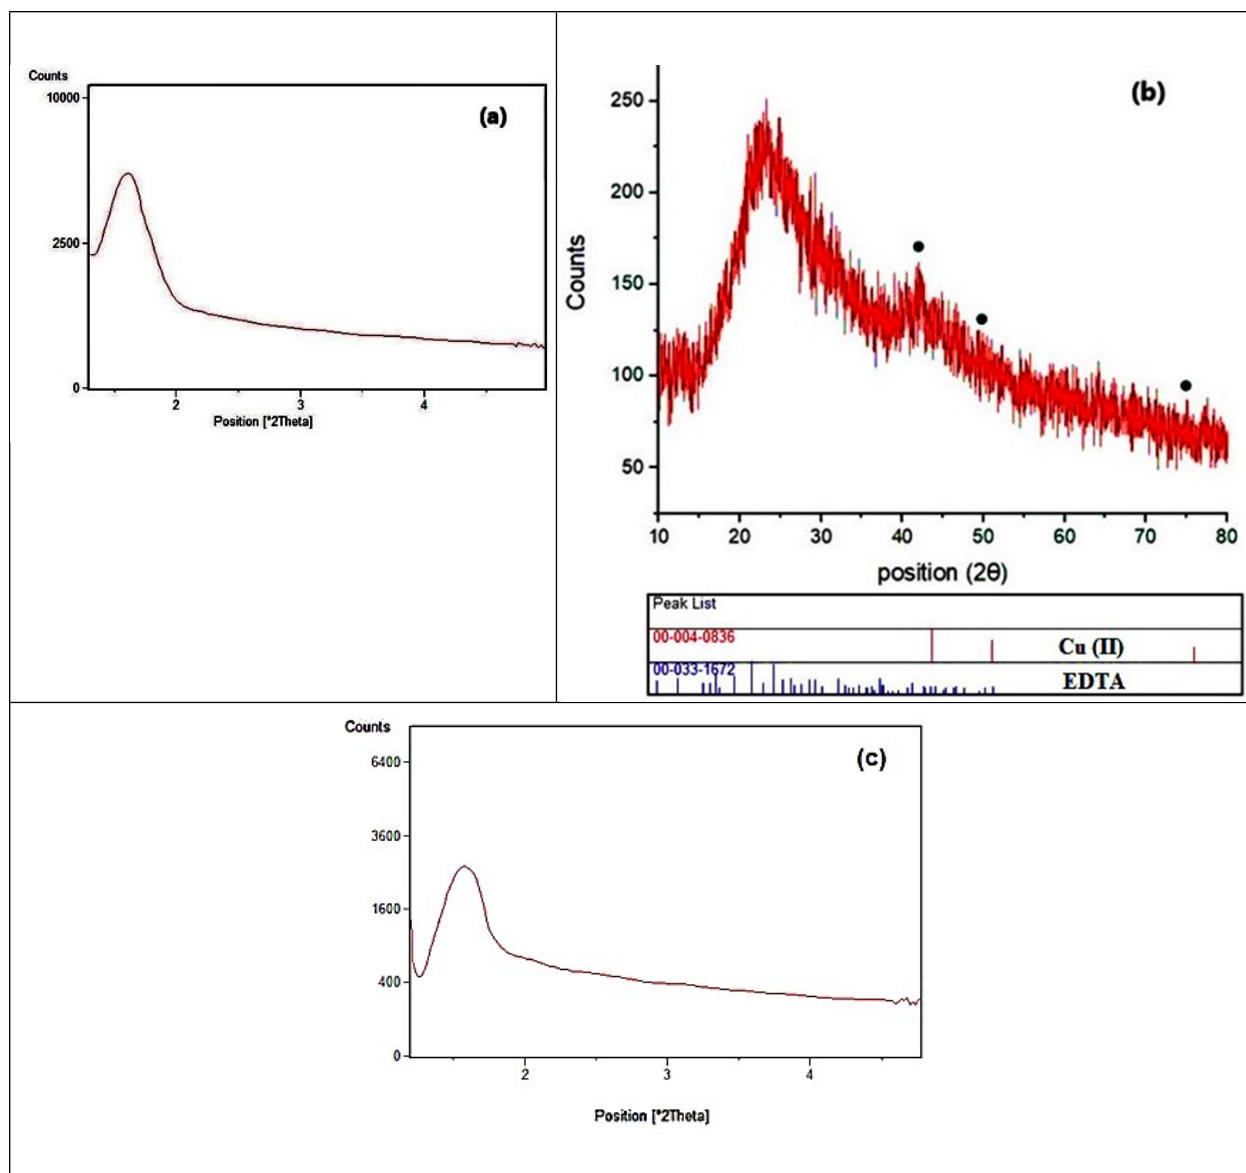 Counts
(a)
10000
2500
0
2
3
4
Position [°2Theta]
(b)
250
200
150
100
50
Counts
10 20 30 40 50 60 70 80
position (2θ)
Peak List
00-004-0836
Cu (II)
00-033-1672
EDTA
Counts
(c)
6400
3600
1600
400
0
2
3
4
Position [°2Theta]